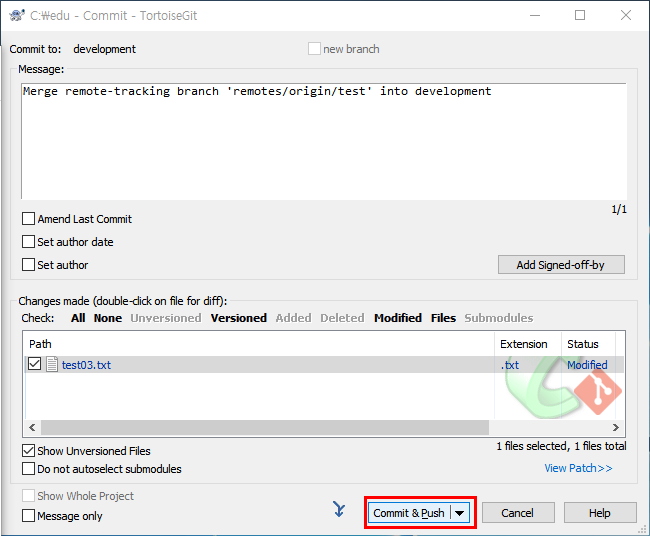 C:\edu - Commit - TortoiseGit
Commit to: development new branch
Message:
Merge remote-tracking branch 'remotes/origin/test' into development
1/1
Amend Last Commit
Set author date
Set author Add Signed-off-by
Changes made (double-click on file for diff):
Check: All None Unversioned Versioned Added Deleted Modified Files Submodules
Path Extension Status
test03.txt .txt Modified
Show Unversioned Files 1 files selected, 1 files total
Do not autoselect submodules View Patch>>
Show Whole Project
Message only Commit & Push Cancel Help